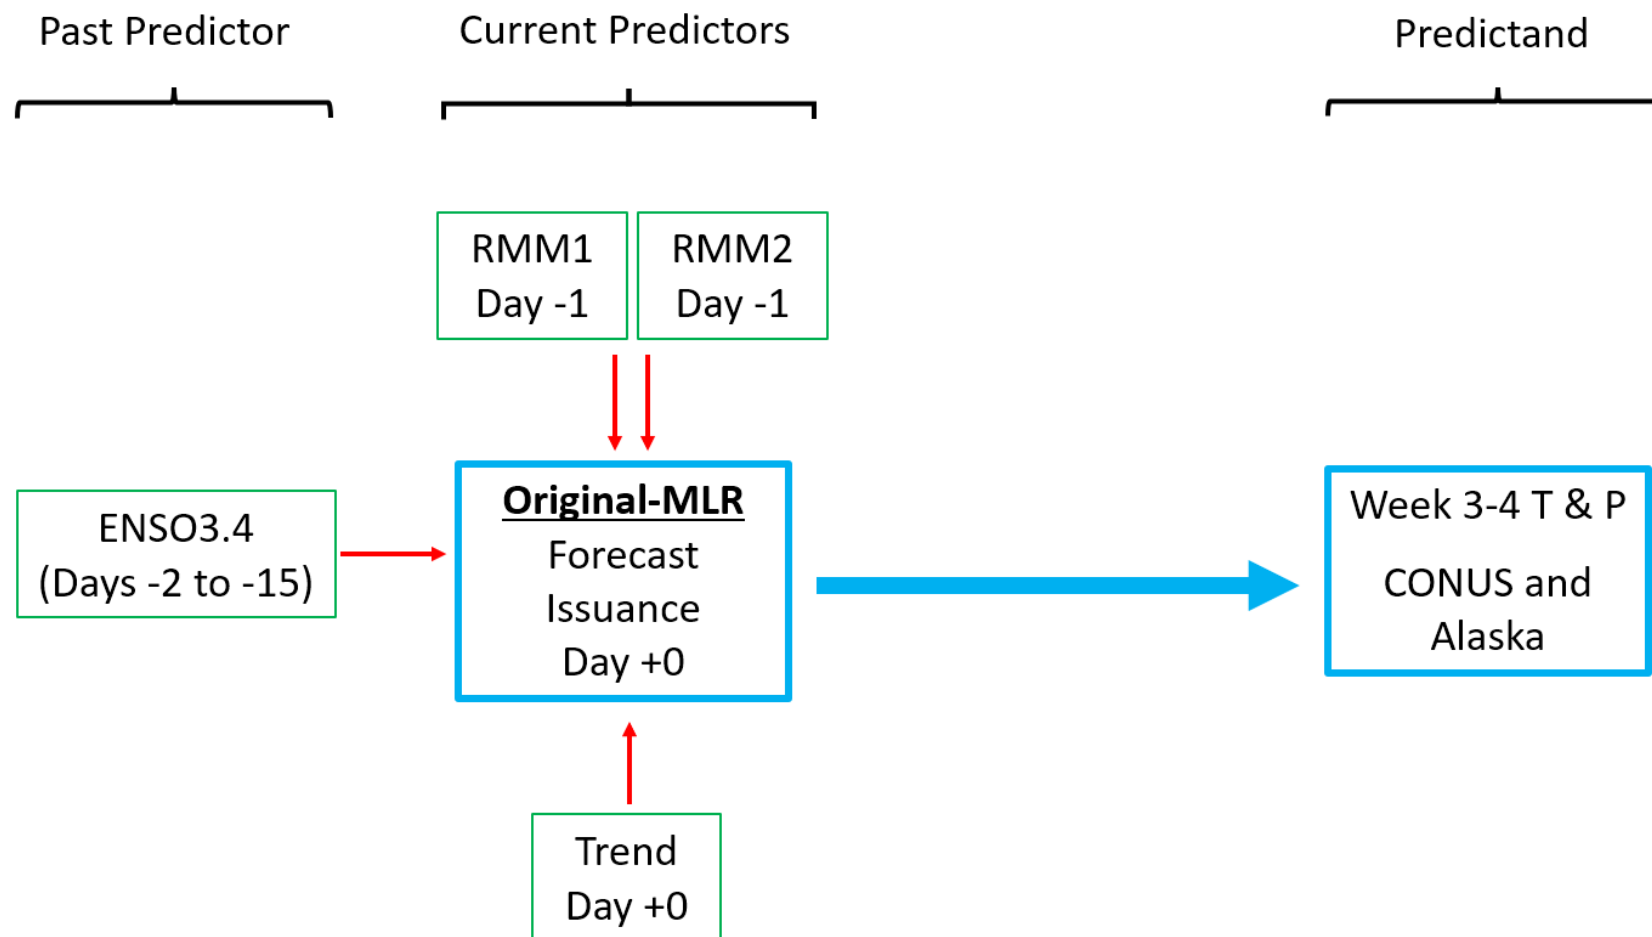 Past Predictor
Current Predictors
Predictand
RMM1
Day -1
RMM2
Day -1
ENSO3.4
(Days -2 to -15)
Original-MLR
Forecast
Issuance
Day +0
Week 3-4 T & P
CONUS and
Alaska
Trend
Day +0